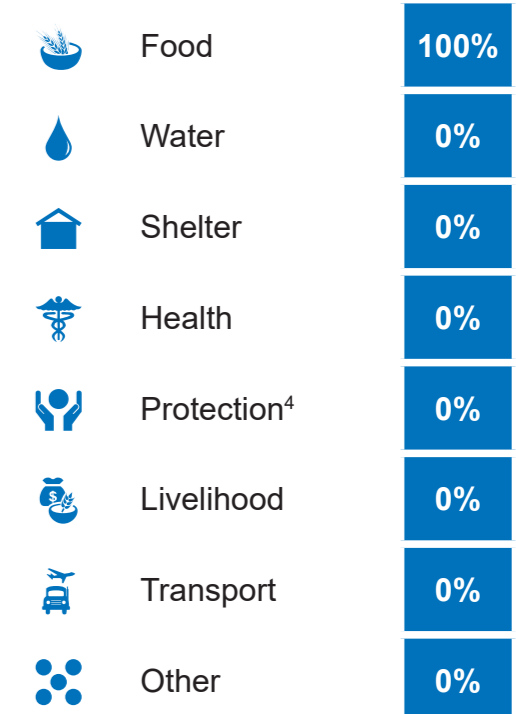 Food 100%
Water 0%
Shelter 0%
Health 0%
Protection⁴ 0%
$ Livelihood 0%
Transport 0%
Other 0%